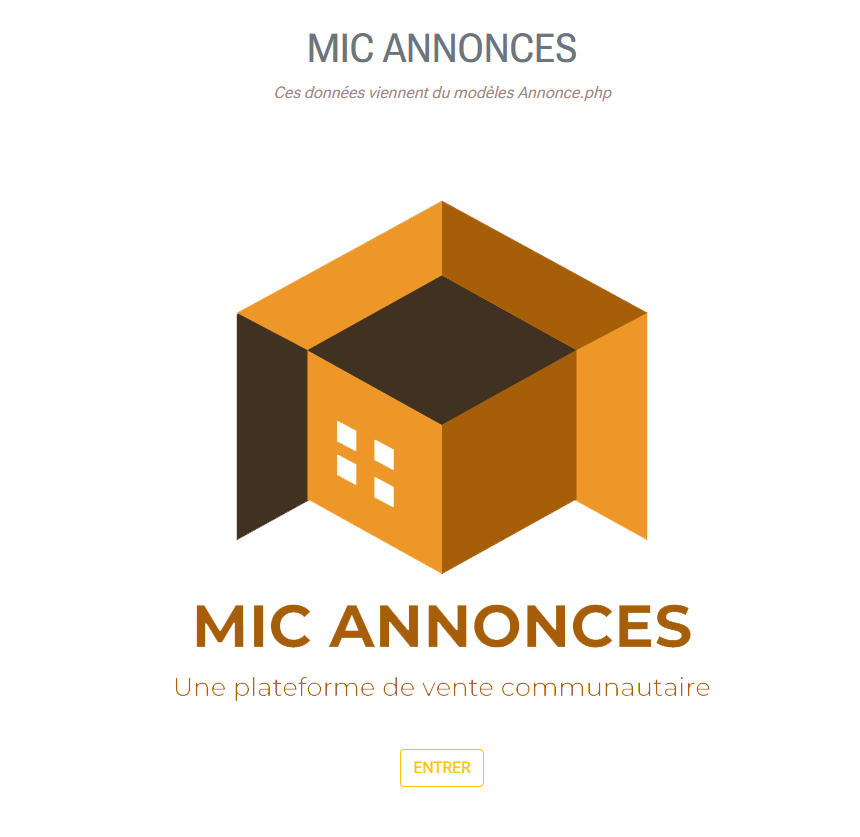 MIC ANNONCES
Ces données viennent du modèles Annonce.php
MIC ANNONCES
Une plateforme de vente communautaire
ENTRER